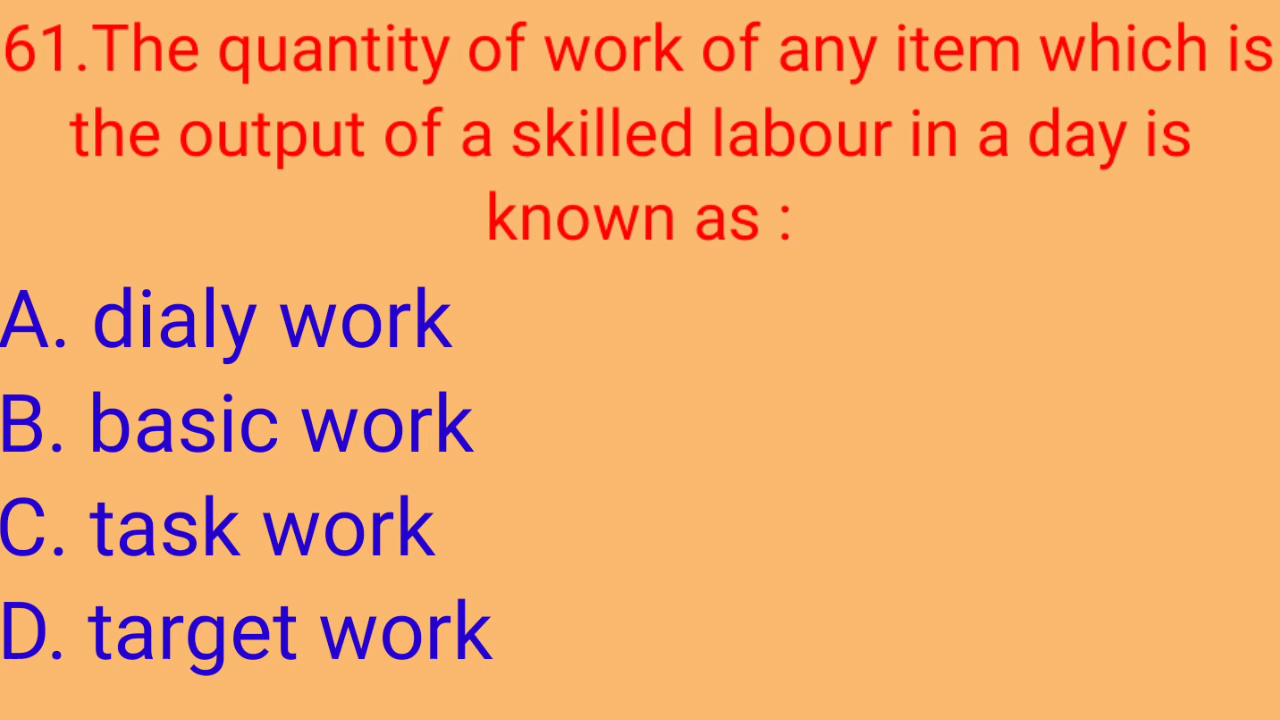 61.The quantity of work of any item which is
the output of a skilled labour in a day is
known as :
A. dialy work
B. basic work
C. task work
D. target work